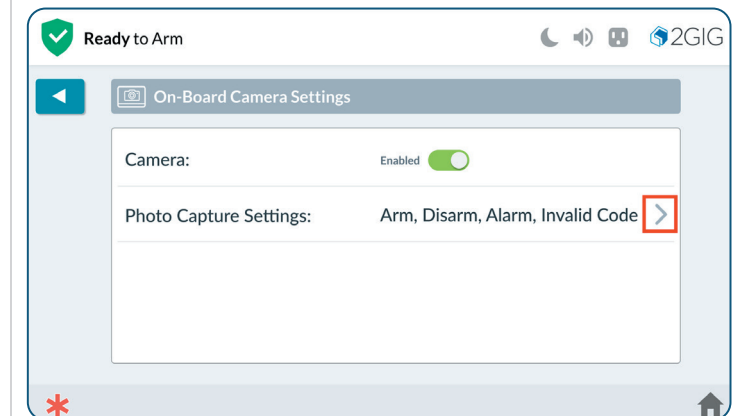 Ready to Arm
2GIG
On-Board Camera Settings
Camera: Enabled
Photo Capture Settings: Arm, Disarm, Alarm, Invalid Code